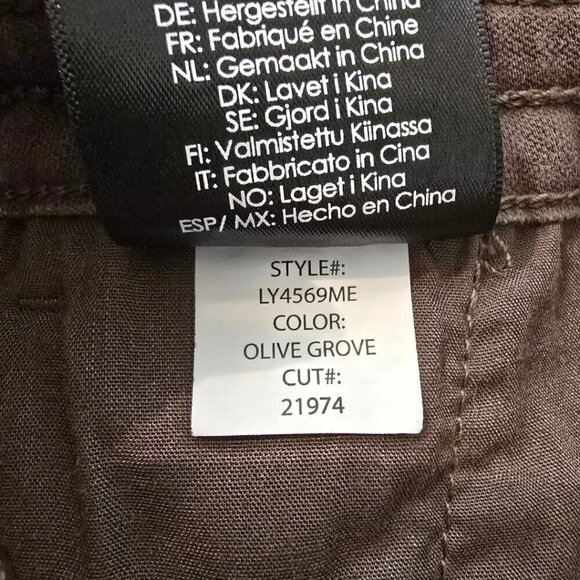 DE: Hergestellt in China
FR: Fabriqué en Chine
NL: Gemaakt in China
DK: Lavet i Kina
SE: Gjord i Kina
FI: Valmistettu Kiinassa
IT: Fabbricato in Cina
NO: Laget i Kina
ESP/ MX: Hecho en China
STYLE#:
LY4569ME
COLOR:
OLIVE GROVE
CUT#:
21974